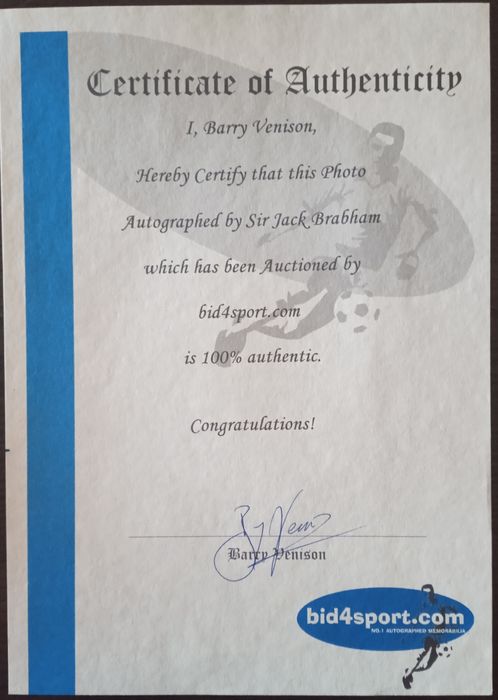 Certificate of Authenticity
I, Barry Venison,
Hereby Certify that this Photo
Autographed by Sir Jack Brabham
which has been Auctioned by
bid4sport.com
is 100% authentic.
Congratulations!
Barry Venison
bid4sport.com
NO.1 AUTOGRAPHED MEMORABILIA